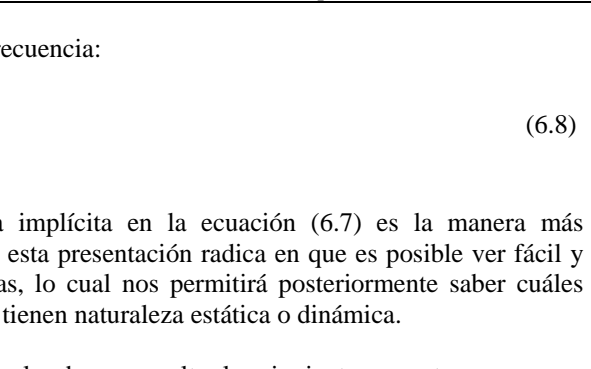 recuencia:
(6.8)
a implícita en la ecuación (6.7) es la manera más
esta presentación radica en que es posible ver fácil y
as, lo cual nos permitirá posteriormente saber cuáles
tienen naturaleza estática o dinámica.